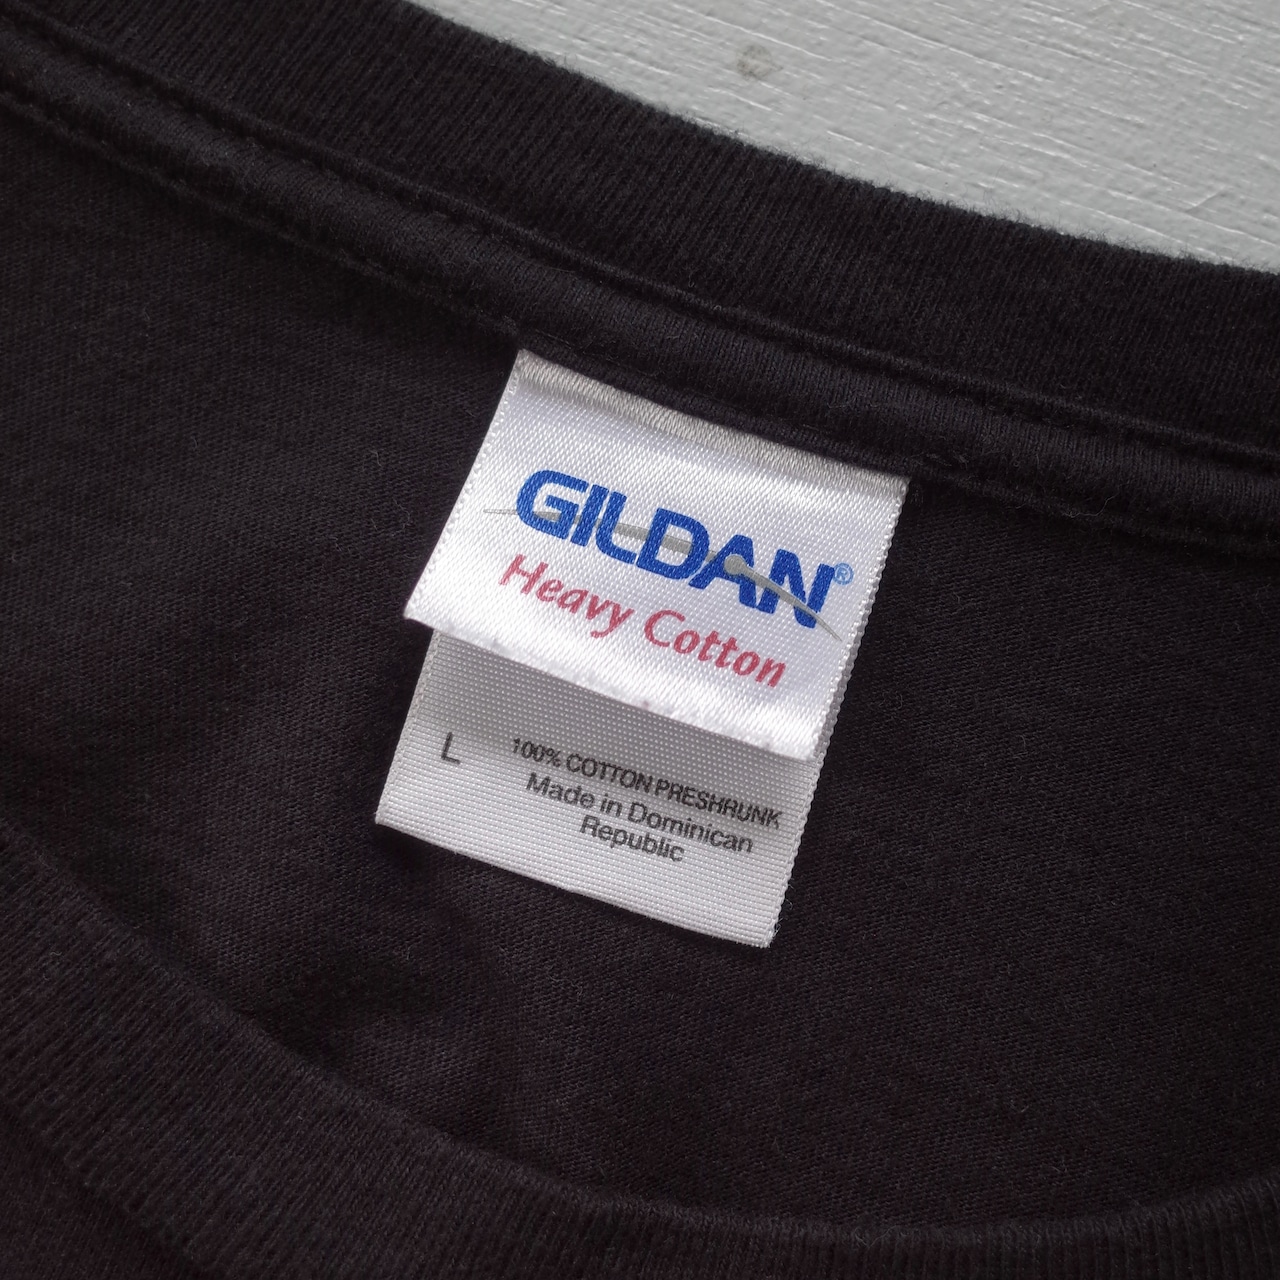 GILDAN®
Heavy Cotton
L
100% COTTON PRESHRUNK
Made in Dominican
Republic